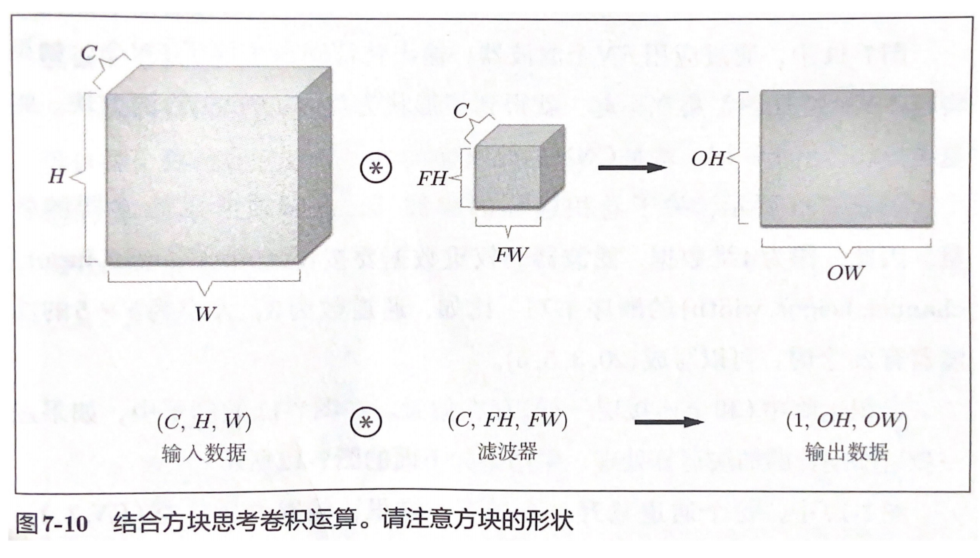 C
H
W
*
C
FH
FW
OH
OW
(C, H, W)
*
(C, FH, FW)
(1, OH, OW)
输入数据
滤波器
输出数据
图7-10 结合方块思考卷积运算。请注意方块的形状